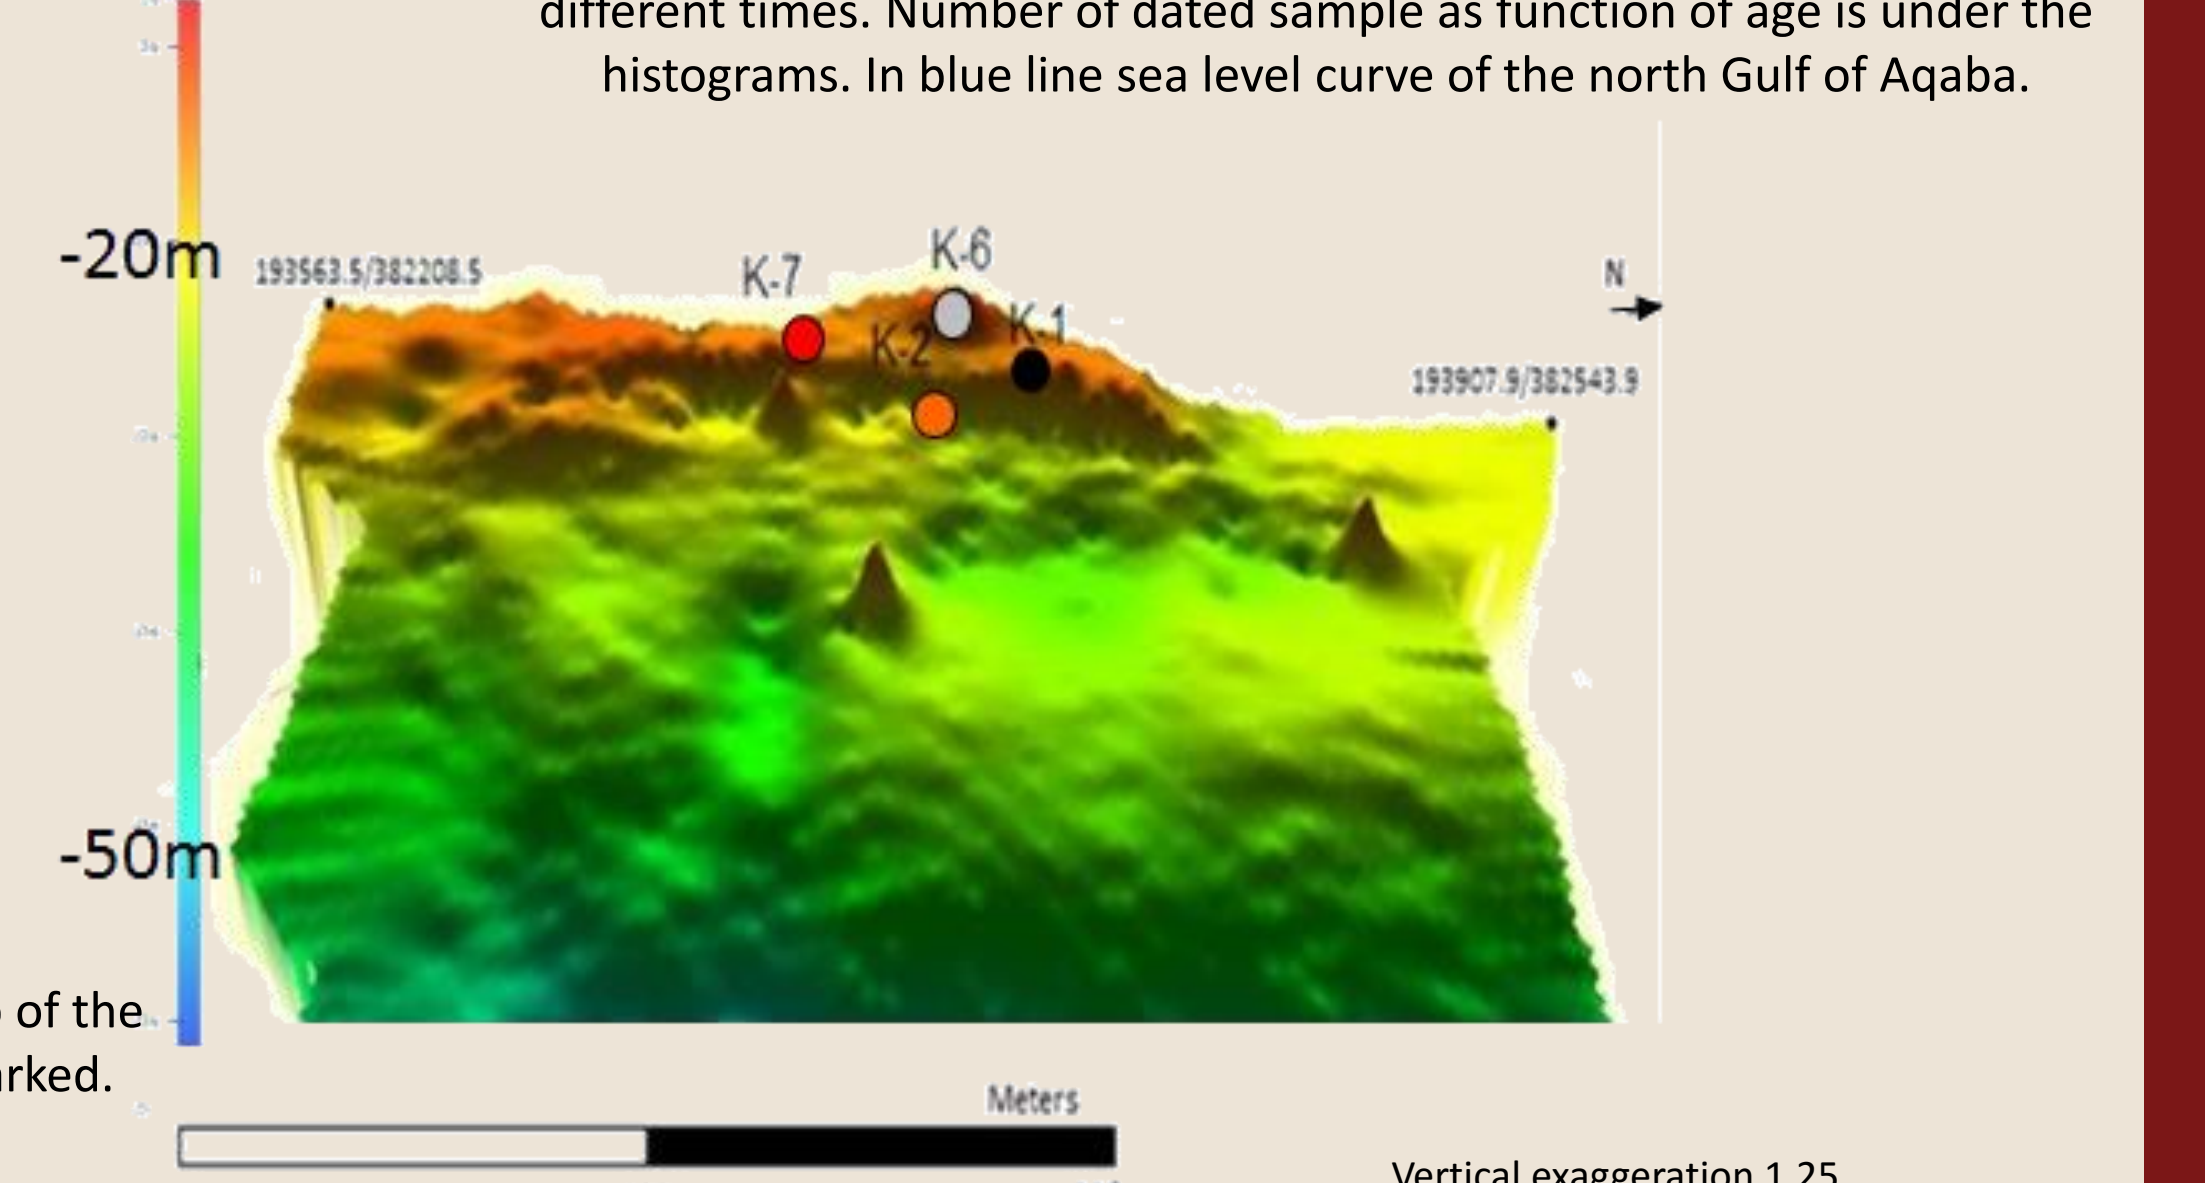 different times. Number of dated sample as function of age is under the
histograms. In blue line sea level curve of the north Gulf of Aqaba.
-20m
193563.5/382208.5
K-7
K-6
K-2
K-1
N
193907.9/382543.9
-50m
of the
Meters
Vertical exaggeration 1.25